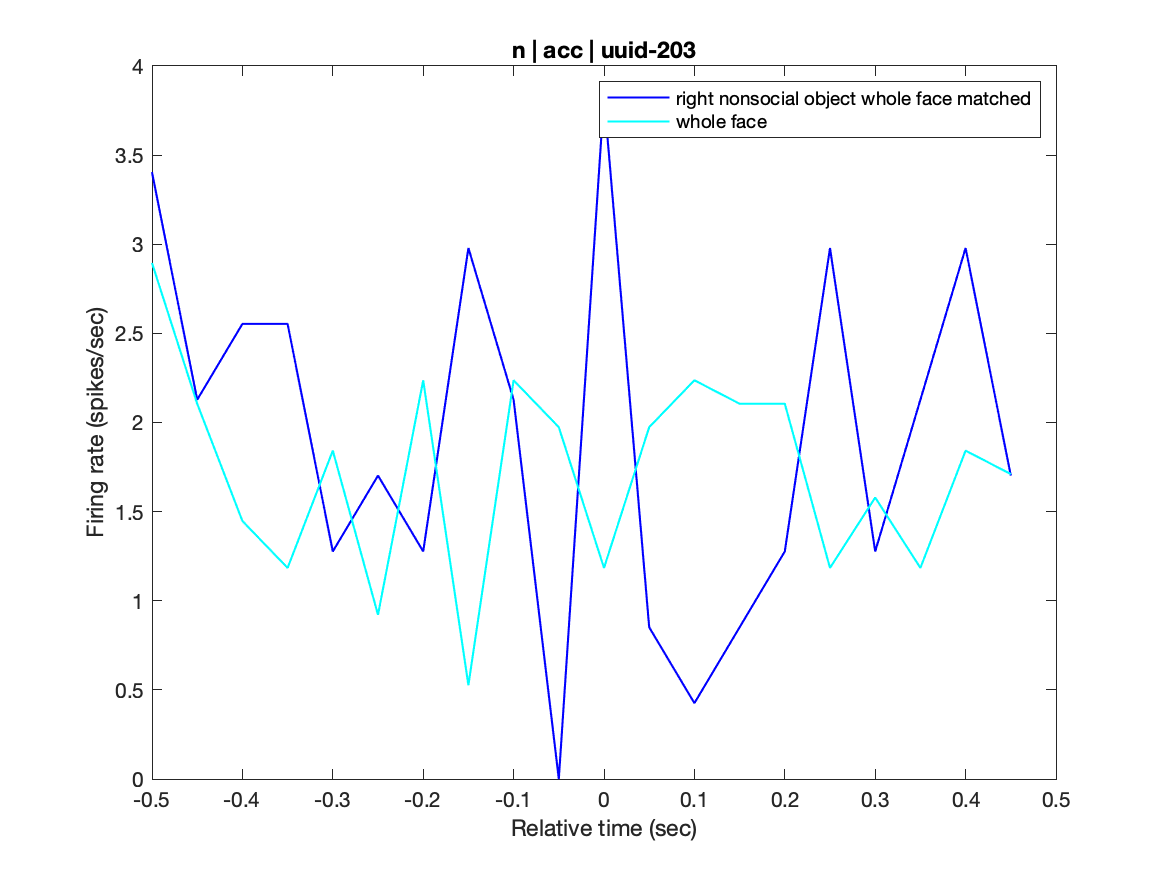 n | acc | uuid-203
right nonsocial object whole face matched
whole face
4
3.5
3
2.5
2
1.5
1
0.5
0
Firing rate (spikes/sec)
-0.5 -0.4 -0.3 -0.2 -0.1 0 0.1 0.2 0.3 0.4 0.5
Relative time (sec)